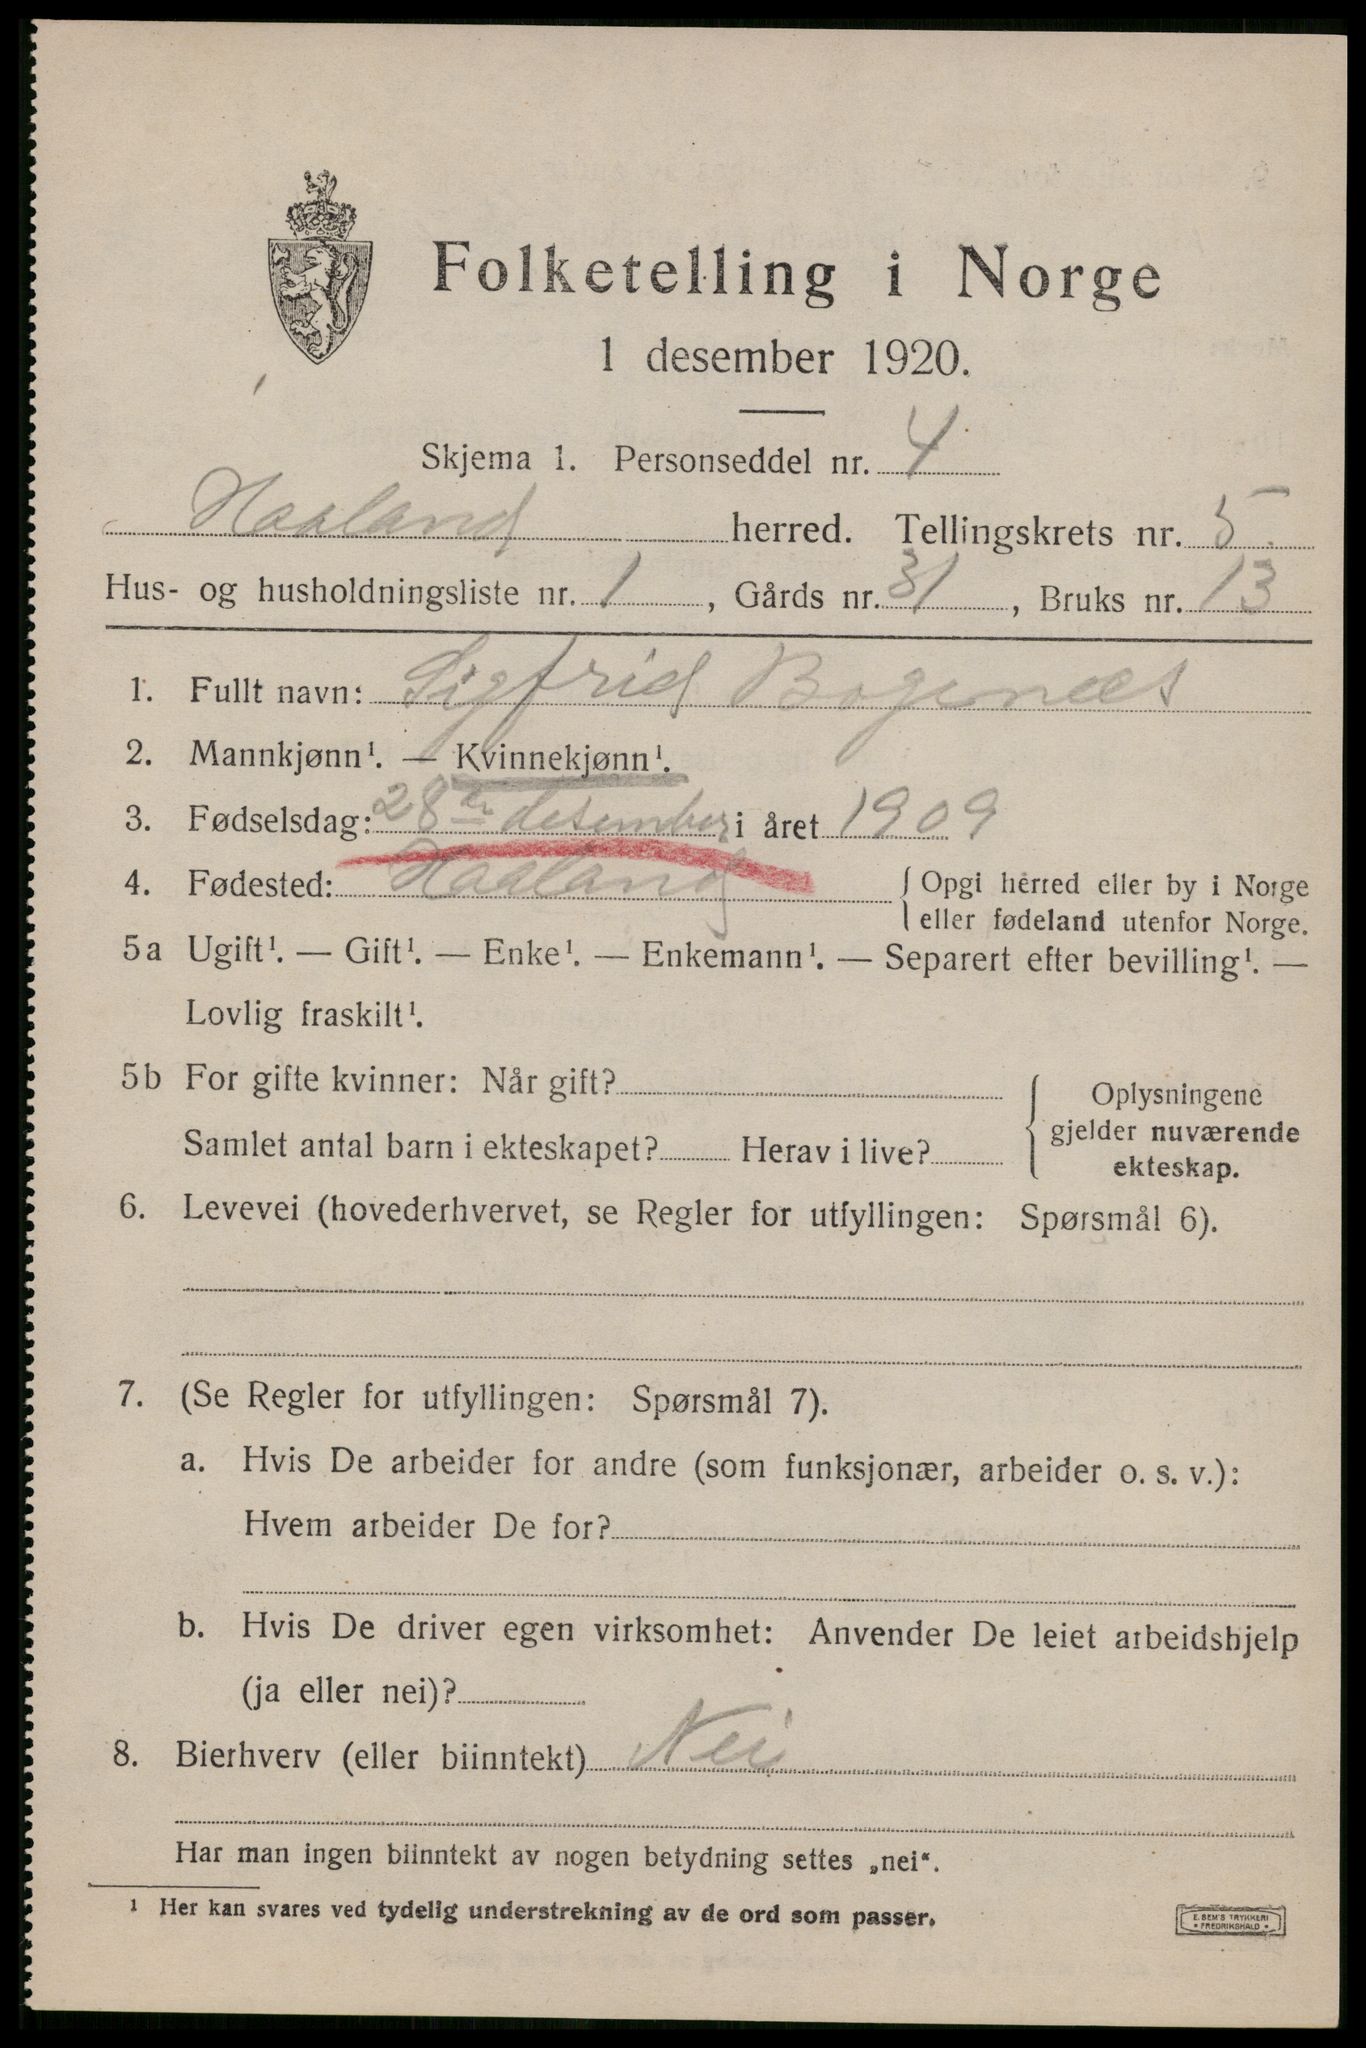 Folketelling i Norge
1 desember 1920.
Skjema 1. Personseddel nr. 4
Haaland herred. Tellingskrets nr. 5.
Hus- og husholdningsliste nr. 1, Gårds nr. 31, Bruks nr. 13
1. Fullt navn: Sigfrid Bogenæs
2. Mannkjønn¹. — Kvinnekjønn¹.
3. Fødselsdag: 28de desember i året 1909
4. Fødested: Haaland { Opgi herred eller by i Norge
eller fødeland utenfor Norge.
5a Ugift¹. — Gift¹. — Enke¹. — Enkemann¹. — Separert efter bevilling¹. —
Lovlig fraskilt¹.
5b For gifte kvinner: Når gift?
Samlet antal barn i ekteskapet? Herav i live?
{ Oplysningene
gjelder nuværende
ekteskap.
6. Levevei (hovederhvervet, se Regler for utfyllingen: Spørsmål 6).
7. (Se Regler for utfyllingen: Spørsmål 7).
a. Hvis De arbeider for andre (som funksjonær, arbeider o. s. v.):
Hvem arbeider De for?
b. Hvis De driver egen virksomhet: Anvender De leiet arbeidshjelp
(ja eller nei)?
8. Bierhverv (eller biinntekt) Nei
Har man ingen biinntekt av nogen betydning settes „nei“.
¹ Her kan svares ved tydelig understrekning av de ord som passer.
E. SEM'S TRYKKERI
* FREDRIKSHALD *